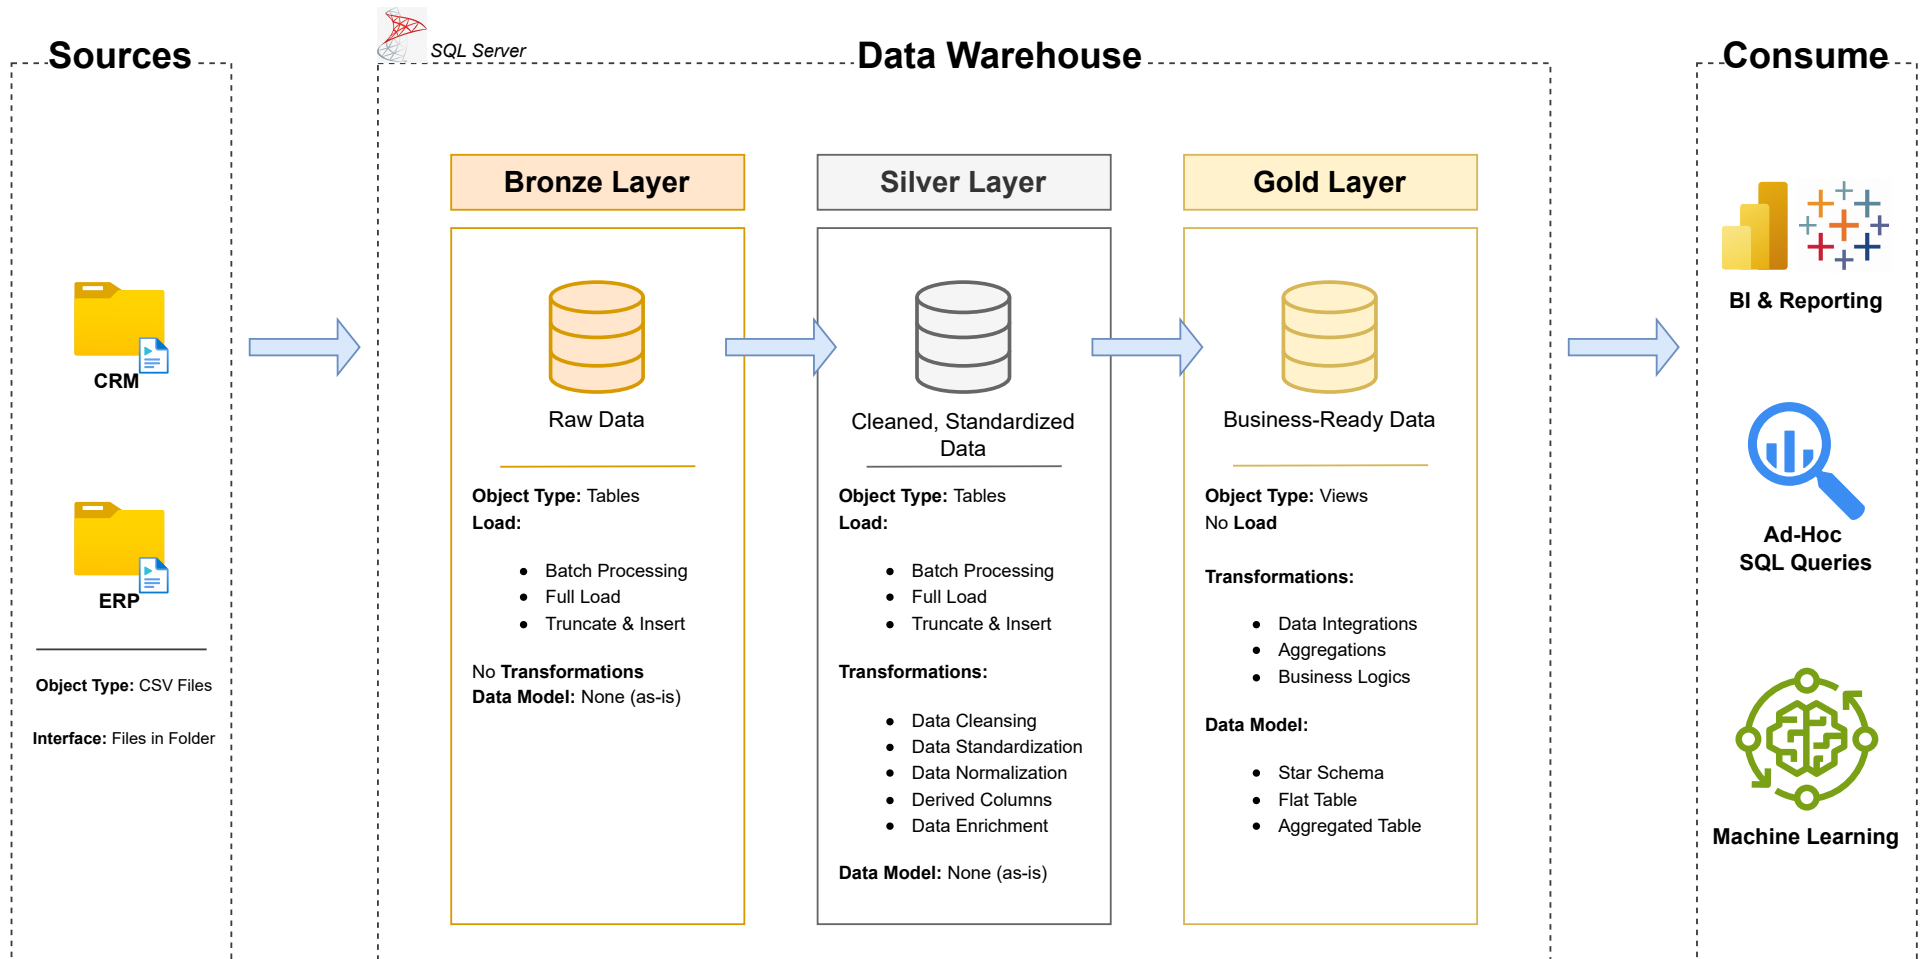 Sources
CRM
ERP
Object Type: CSV Files
Interface: Files in Folder
SQL Server
Data Warehouse
Bronze Layer
Raw Data
Object Type: Tables
Load:
Batch Processing
Full Load
Truncate & Insert
No Transformations
Data Model: None (as-is)
Silver Layer
Cleaned, Standardized
Data
Object Type: Tables
Load:
Batch Processing
Full Load
Truncate & Insert
Transformations:
Data Cleansing
Data Standardization
Data Normalization
Derived Columns
Data Enrichment
Data Model: None (as-is)
Gold Layer
Business-Ready Data
Object Type: Views
No Load
Transformations:
Data Integrations
Aggregations
Business Logics
Data Model:
Star Schema
Flat Table
Aggregated Table
Consume
BI & Reporting
Ad-Hoc
SQL Queries
Machine Learning